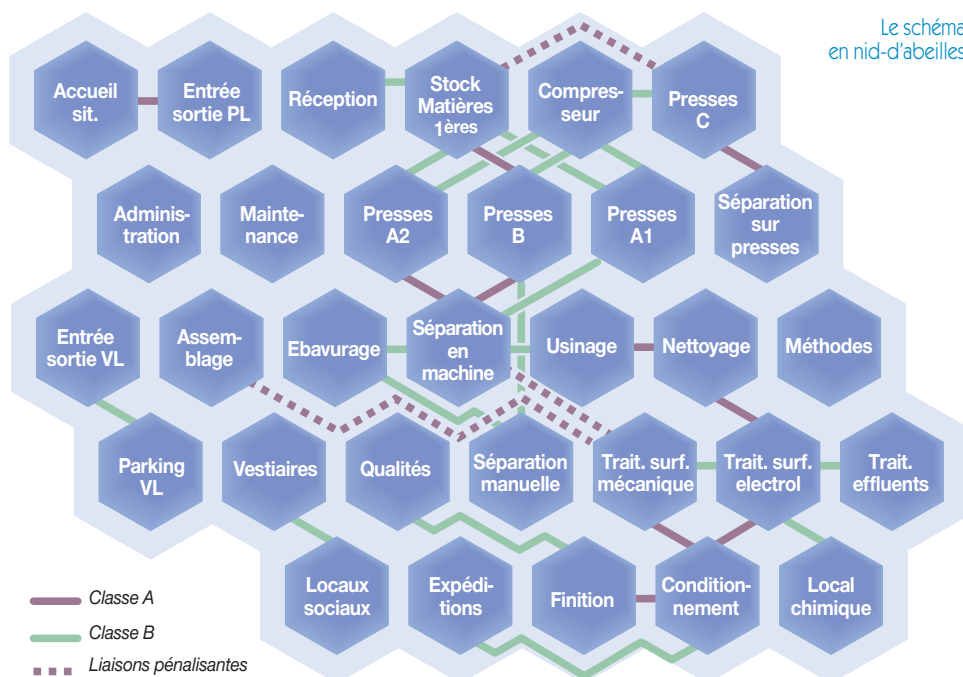 Le schéma
en nid-d'abeilles
Accueil
sit.
Entrée
sortie PL
Réception
Stock
Matières
1ères
Compres-
seur
Presses
C
Adminis-
tration
Mainte-
nance
Presses
A2
Presses
B
Presses
A1
Séparation
sur
presses
Entrée
sortie VL
Assem-
blage
Ebavurage
Séparation
en
machine
Usinage
Nettoyage
Méthodes
Parking
VL
Vestiaires
Qualités
Séparation
manuelle
Trait. surf.
mécanique
Trait. surf.
electrol
Trait.
effluents
Locaux
sociaux
Expédi-
tions
Finition
Condition-
nement
Local
chimique
Classe A
Classe B
Liaisons pénalisantes